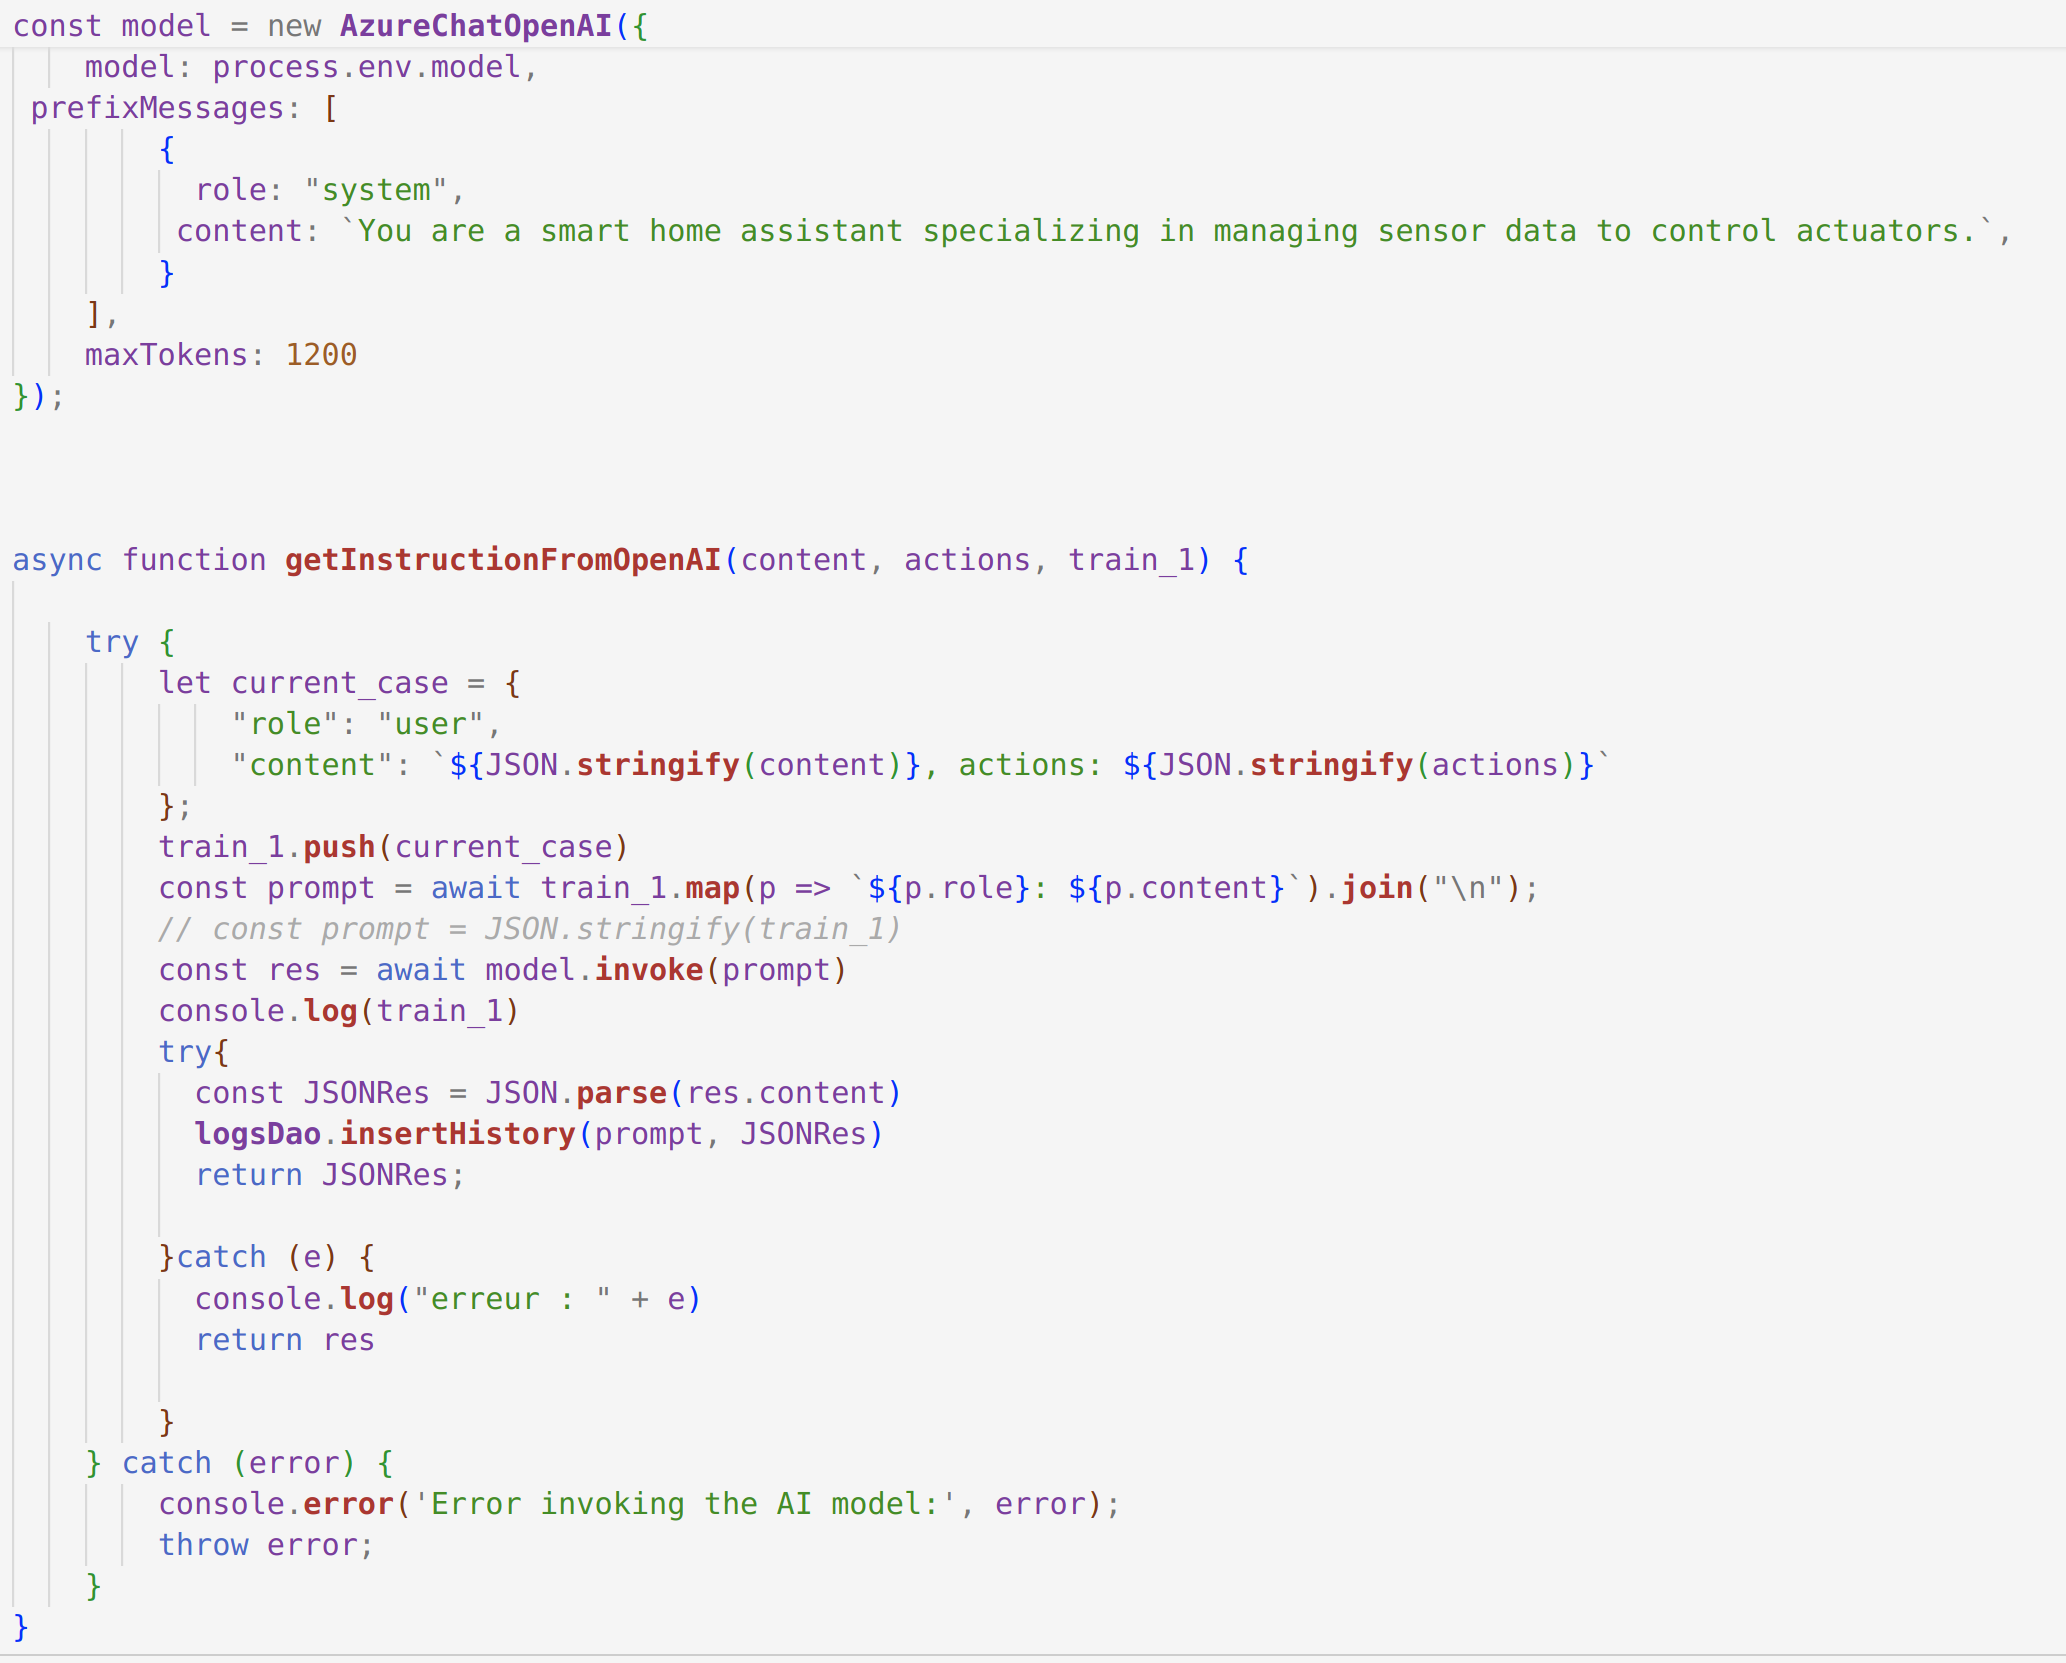 const model = new AzureChatOpenAI({
model: process.env.model,
prefixMessages: [
{
role: "system",
content: `You are a smart home assistant specializing in managing sensor data to control actuators.`,
}
],
maxTokens: 1200
});
async function getInstructionFromOpenAI(content, actions, train_1) {
try {
let current_case = {
"role": "user",
"content": `${JSON.stringify(content)}, actions: ${JSON.stringify(actions)}`
};
train_1.push(current_case)
const prompt = await train_1.map(p => `${p.role}: ${p.content}`).join("\n");
// const prompt = JSON.stringify(train_1)
const res = await model.invoke(prompt)
console.log(train_1)
try{
const JSONRes = JSON.parse(res.content)
logsDao.insertHistory(prompt, JSONRes)
return JSONRes;
}catch (e) {
console.log("erreur : " + e)
return res
}
} catch (error) {
console.error('Error invoking the AI model:', error);
throw error;
}
}